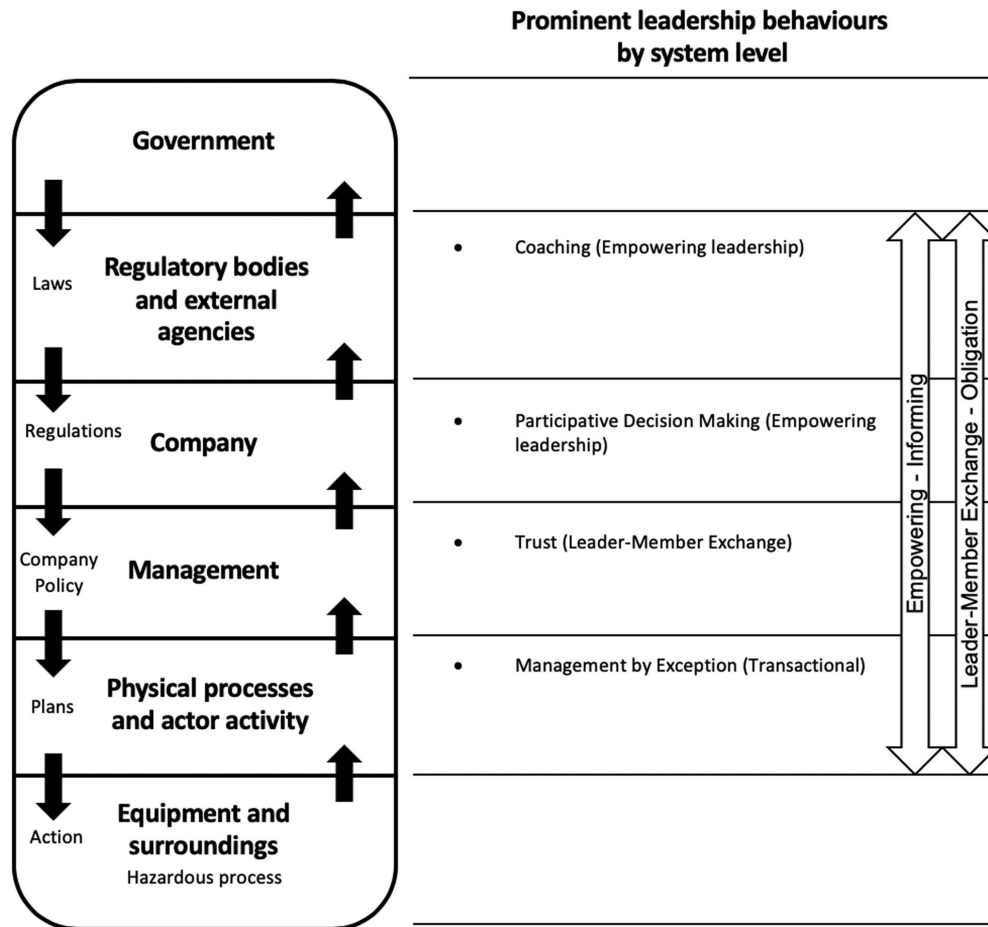 Prominent leadership behaviours
by system level
Government
Laws
Regulatory bodies
and external
agencies
• Coaching (Empowering leadership)
Regulations
Company
• Participative Decision Making (Empowering
leadership)
Company
Policy
Management
• Trust (Leader-Member Exchange)
Plans
Physical processes
and actor activity
• Management by Exception (Transactional)
Action
Equipment and
surroundings
Hazardous process
Empowering - Informing
Leader-Member Exchange - Obligation